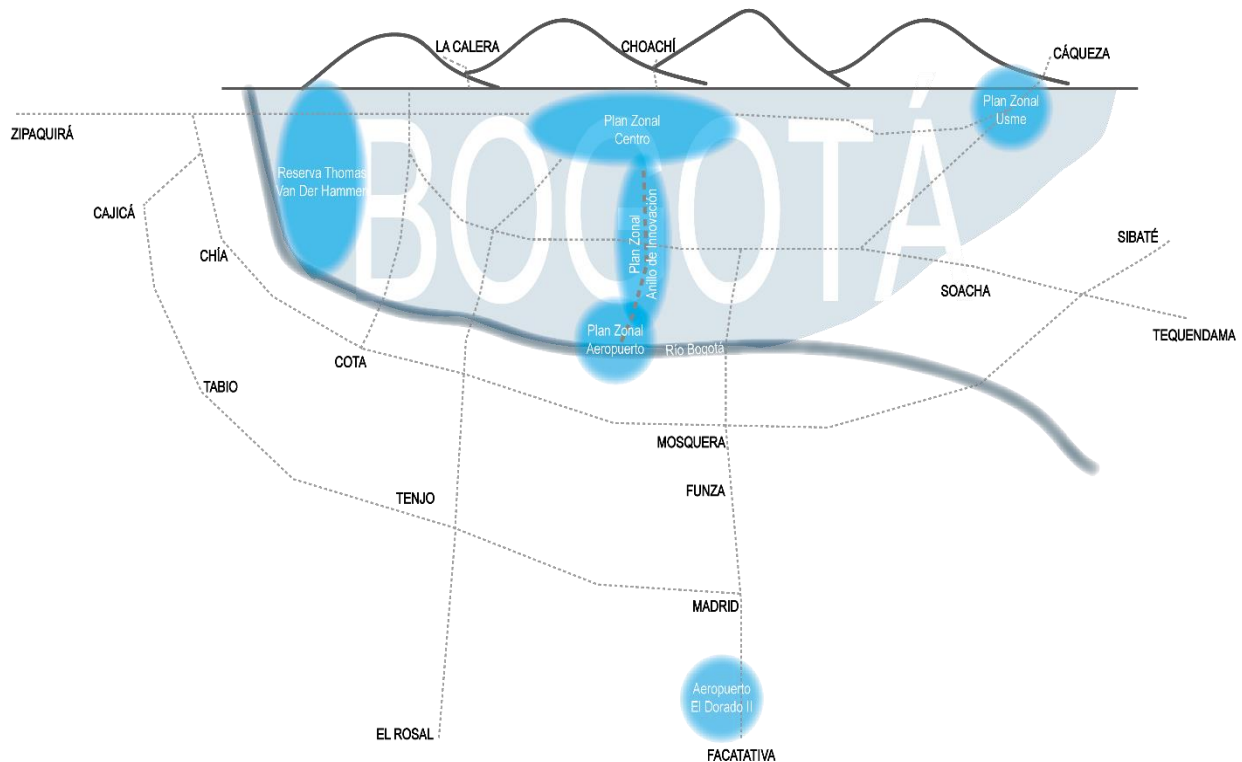 LA CALERA
CHOACHÍ
CÁQUEZA
BOGOTÁ
Plan Zonal
Centro
Plan Zonal
Usme
ZIPAQUIRÁ
Reserva Thomas
Van Der Hammen
CAJICÁ
CHÍA
Plan Zonal
Anillo de Innovación
SIBATÉ
SOACHA
TEQUENDAMA
Plan Zonal
Aeropuerto
Río Bogotá
COTA
TABIO
MOSQUERA
FUNZA
TENJO
MADRID
Aeropuerto
El Dorado II
EL ROSAL
FACATATIVA